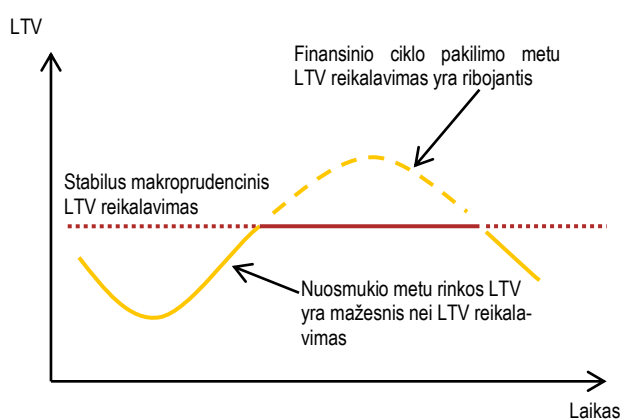 LTV
Finansinio ciklo pakilimo metu
LTV reikalavimas yra ribojantis
Stabilus makroprudencinis
LTV reikalavimas
Nuosmukio metu rinkos LTV
yra mažesnis nei LTV reikala-
vimas
Laikas